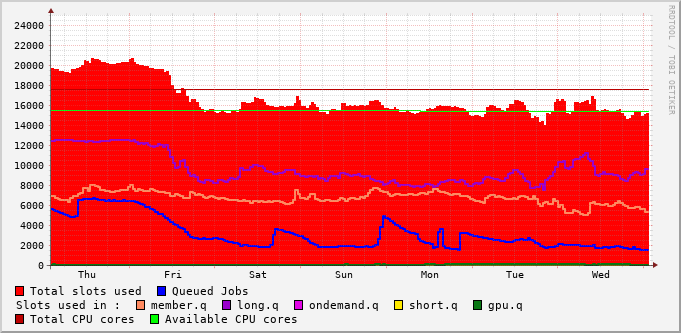 24000
22000
20000
18000
16000
14000
12000
10000
8000
6000
4000
2000
0
Thu Fri Sat Sun Mon Tue Wed
RRDTOOL / TOBI OETIKER
Total slots used Queued Jobs
Slots used in : member.q long.q ondemand.q short.q gpu.q
Total CPU cores Available CPU cores